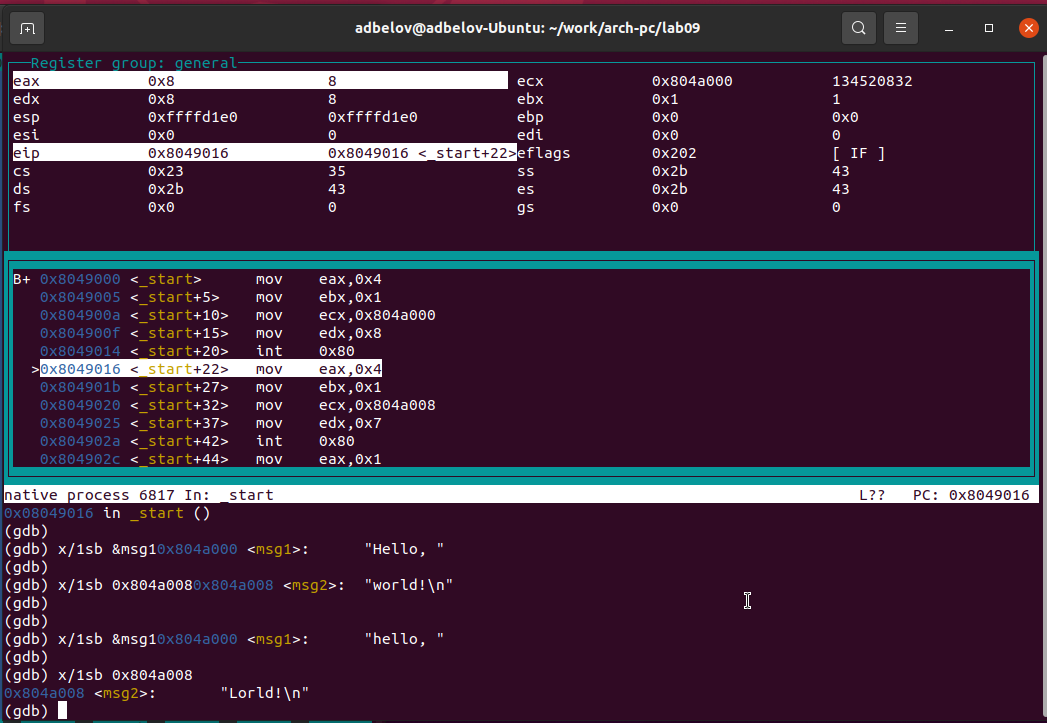 adbelov@adbelov-Ubuntu: ~/work/arch-pc/lab09
Register group: general
eax 0x8 8 ecx 0x804a000 134520832
edx 0x8 8 ebx 0x1 1
esp 0xffffd1e0 0xffffd1e0 ebp 0x0 0x0
esi 0x0 0 edi 0x0 0
eip 0x8049016 0x8049016 <_start+22> eflags 0x202 [ IF ]
cs 0x23 35 ss 0x2b 43
ds 0x2b 43 es 0x2b 43
fs 0x0 0 gs 0x0 0
B+ 0x8049000 <_start> mov eax,0x4
0x8049005 <_start+5> mov ebx,0x1
0x804900a <_start+10> mov ecx,0x804a000
0x804900f <_start+15> mov edx,0x8
0x8049014 <_start+20> int 0x80
>0x8049016 <_start+22> mov eax,0x4
0x804901b <_start+27> mov ebx,0x1
0x8049020 <_start+32> mov ecx,0x804a008
0x8049025 <_start+37> mov edx,0x7
0x804902a <_start+42> int 0x80
0x804902c <_start+44> mov eax,0x1
native process 6817 In: _start L?? PC: 0x8049016
0x08049016 in _start ()
(gdb)
(gdb) x/1sb &msg10x804a000 <msg1>: "Hello, "
(gdb)
(gdb) x/1sb 0x804a0080x804a008 <msg2>: "world!\n"
(gdb)
(gdb)
(gdb) x/1sb &msg10x804a000 <msg1>: "hello, "
(gdb)
(gdb) x/1sb 0x804a008
0x804a008 <msg2>: "Lorld!\n"
(gdb)